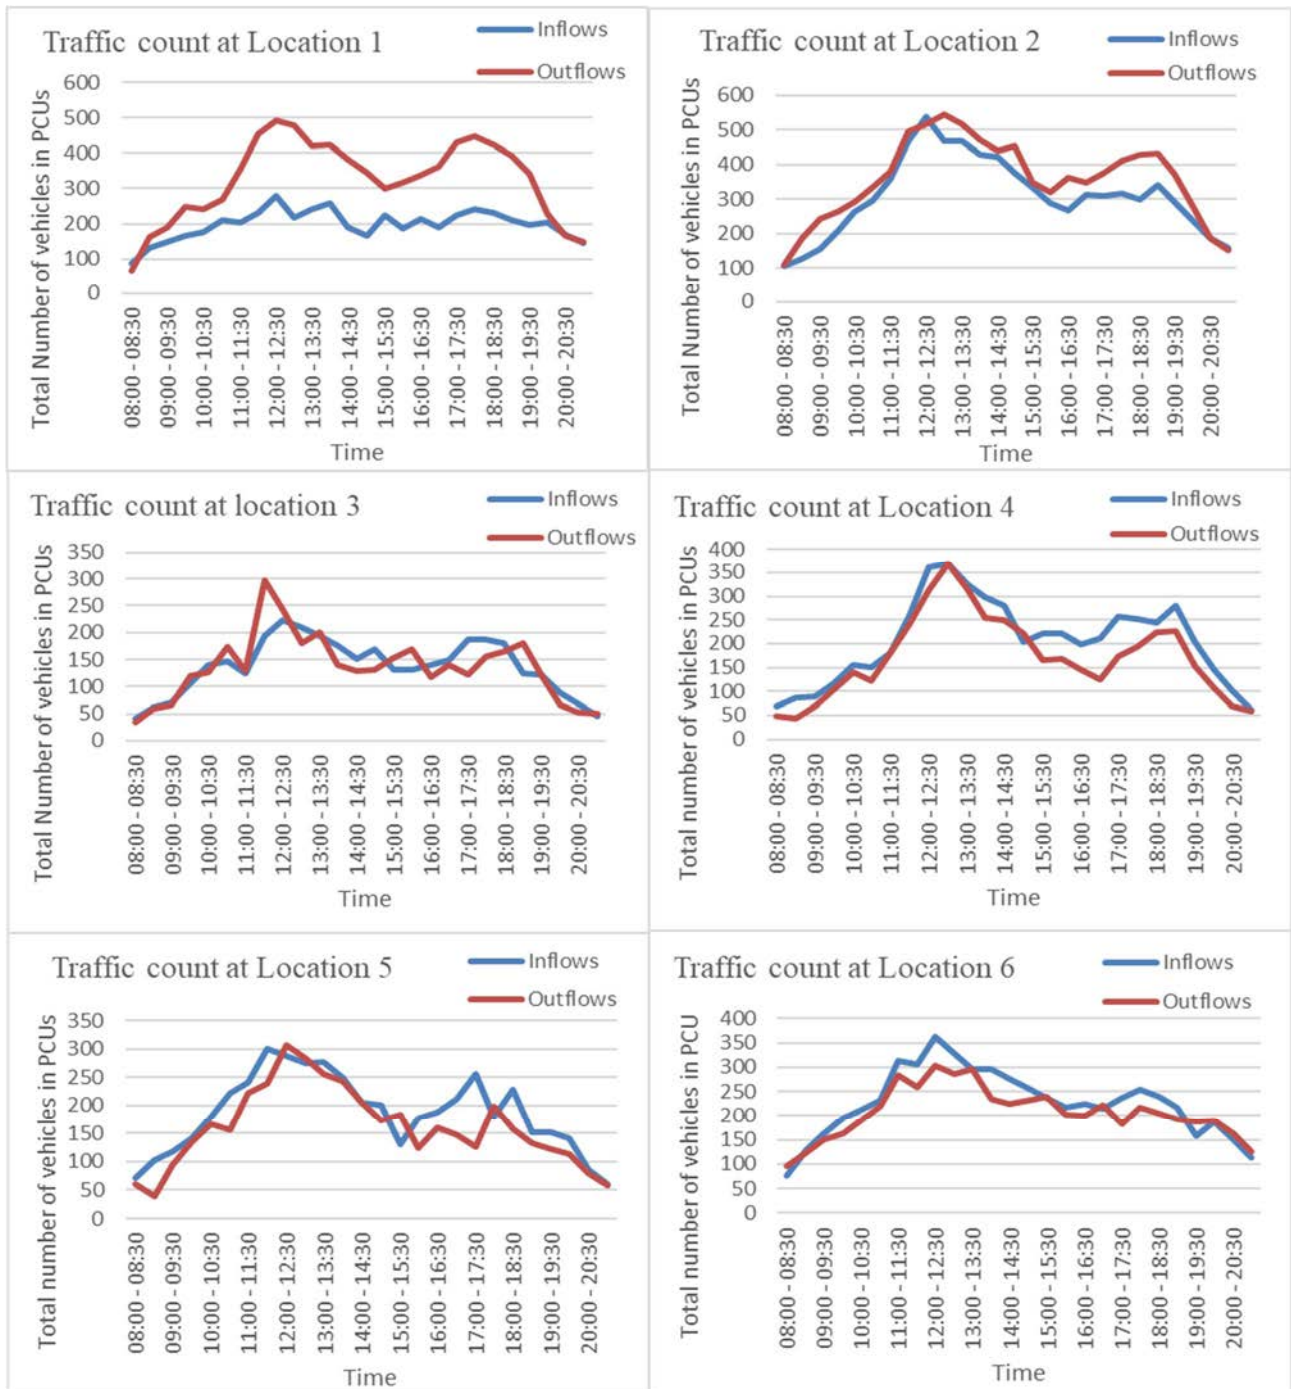 Traffic count at Location 1
Inflows
Outflows
Total Number of vehicles in PCUs
600
500
400
300
200
100
0
08:00 - 08:30
09:00 - 09:30
10:00 - 10:30
11:00 - 11:30
12:00 - 12:30
13:00 - 13:30
14:00 - 14:30
15:00 - 15:30
16:00 - 16:30
17:00 - 17:30
18:00 - 18:30
19:00 - 19:30
20:00 - 20:30
Time
Traffic count at Location 2
Inflows
Outflows
Total Number of vehicles in PCUs
600
500
400
300
200
100
0
08:00 - 08:30
09:00 - 09:30
10:00 - 10:30
11:00 - 11:30
12:00 - 12:30
13:00 - 13:30
14:00 - 14:30
15:00 - 15:30
16:00 - 16:30
17:00 - 17:30
18:00 - 18:30
19:00 - 19:30
20:00 - 20:30
Time
Traffic count at location 3
Inflows
Outflows
Total Number of vehicles in PCUs
350
300
250
200
150
100
50
0
08:00 - 08:30
09:00 - 09:30
10:00 - 10:30
11:00 - 11:30
12:00 - 12:30
13:00 - 13:30
14:00 - 14:30
15:00 - 15:30
16:00 - 16:30
17:00 - 17:30
18:00 - 18:30
19:00 - 19:30
20:00 - 20:30
Time
Traffic count at Location 4
Inflows
Outflows
Total number of vehicles in PCUs
400
350
300
250
200
150
100
50
0
08:00 - 08:30
09:00 - 09:30
10:00 - 10:30
11:00 - 11:30
12:00 - 12:30
13:00 - 13:30
14:00 - 14:30
15:00 - 15:30
16:00 - 16:30
17:00 - 17:30
18:00 - 18:30
19:00 - 19:30
20:00 - 20:30
Time
Traffic count at Location 5
Inflows
Outflows
Total number of vehicles in PCUs
350
300
250
200
150
100
50
0
08:00 - 08:30
09:00 - 09:30
10:00 - 10:30
11:00 - 11:30
12:00 - 12:30
13:00 - 13:30
14:00 - 14:30
15:00 - 15:30
16:00 - 16:30
17:00 - 17:30
18:00 - 18:30
19:00 - 19:30
20:00 - 20:30
Time
Traffic count at Location 6
Inflows
Outflows
Total number of vehicles in PCU
400
350
300
250
200
150
100
50
0
08:00 - 08:30
09:00 - 09:30
10:00 - 10:30
11:00 - 11:30
12:00 - 12:30
13:00 - 13:30
14:00 - 14:30
15:00 - 15:30
16:00 - 16:30
17:00 - 17:30
18:00 - 18:30
19:00 - 19:30
20:00 - 20:30
Time